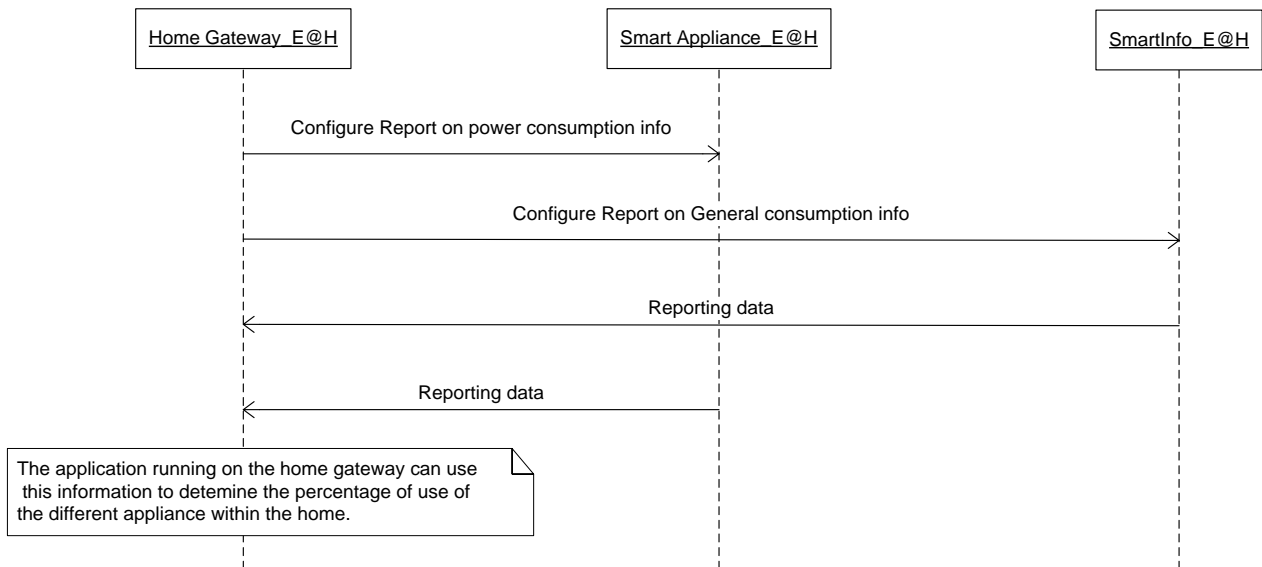 Home Gateway_E@H
Smart Appliance_E@H
SmartInfo_E@H
Configure Report on power consumption info
Configure Report on General consumption info
Reporting data
Reporting data
The application running on the home gateway can use
this information to detemine the percentage of use of
the different appliance within the home.